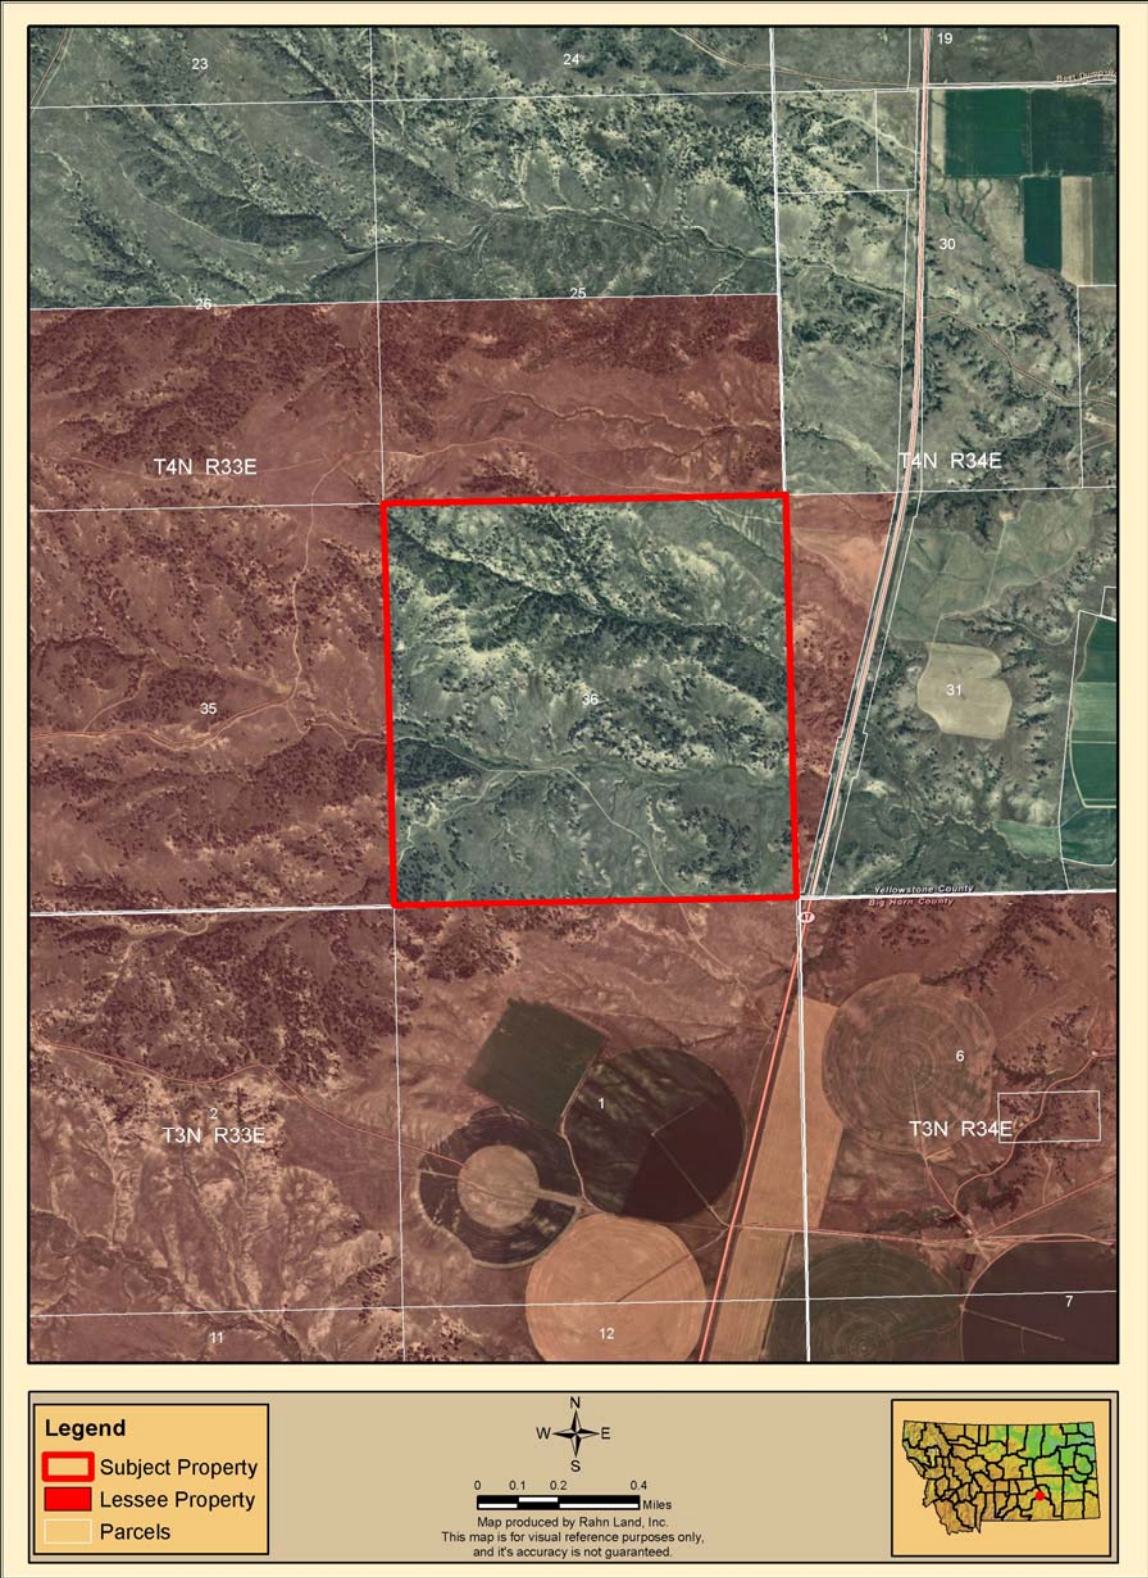 19
23
24
30
25
26
T4N R33E
T4N R34E
36
31
35
Yellowstone County
Big Horn County
47
6
1
2
T3N R33E
T3N R34E
7
12
11
Legend
Subject Property
Lessee Property
Parcels
N
W E
S
0 0.1 0.2 0.4
Miles
Map produced by Rahn Land, Inc.
This map is for visual reference purposes only,
and it's accuracy is not guaranteed.